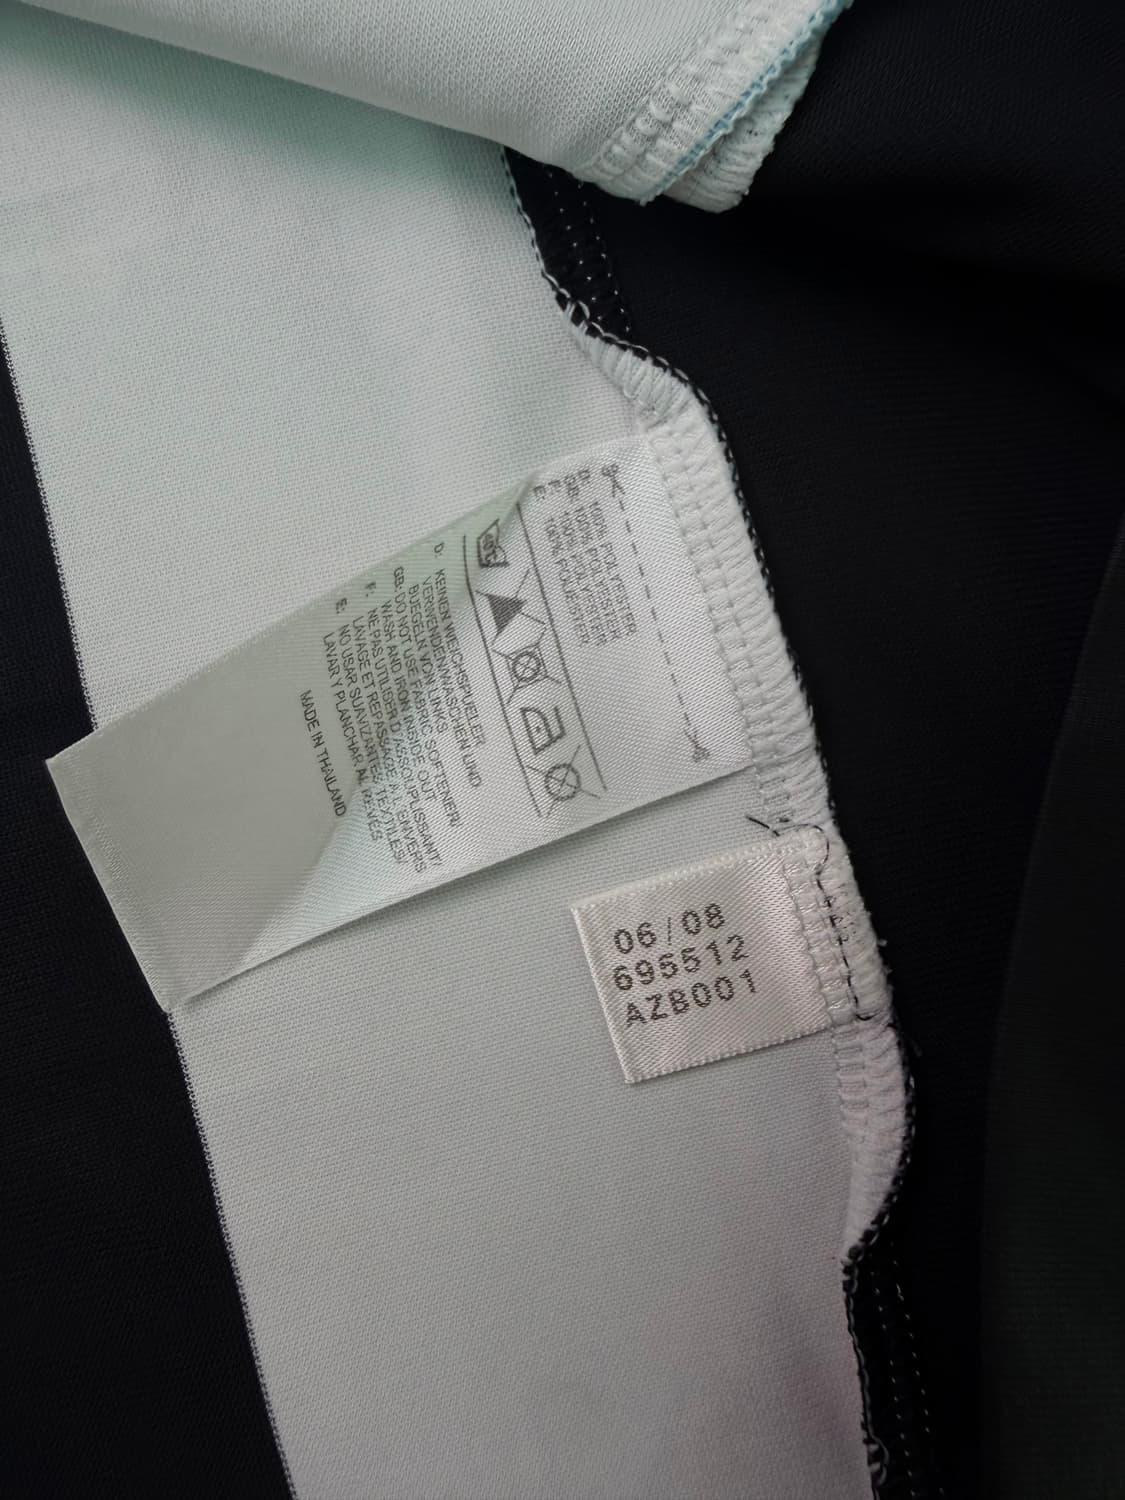 D: 100% POLYESTER
GB: 100% POLYESTER
F: 100% POLYESTER
E: 100% POLYESTER
D: KEINEN WEICHSPUELER
VERWENDEN/WASCHEN UND
BUEGELN VON LINKS
GB: DO NOT USE FABRIC SOFTENER/
WASH AND IRON INSIDE OUT
F: NE PAS UTILISER D'ASSOUPLISSANT/
LAVAGE ET REPASSAGE A L'ENVERS
E: NO USAR SUAVIZANTES TEXTILES/
LAVAR Y PLANCHAR AL REVES
MADE IN THAILAND
06/08
695512
AZB001